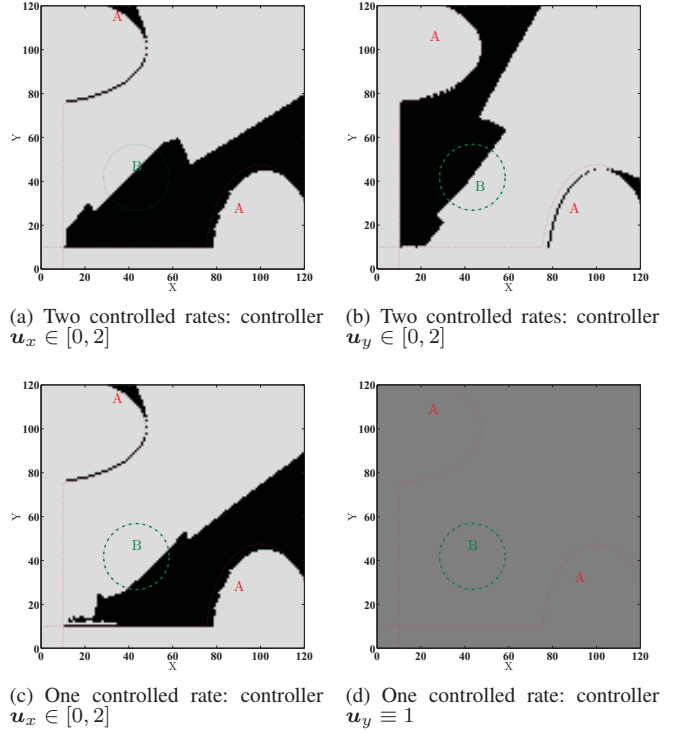 120
100
80
60
40
20
0
Y
A
B
A
0 20 40 60 80 100 120
X
(a) Two controlled rates: controller
u_x ∈ [0, 2]
120
100
80
60
40
20
0
Y
A
B
A
0 20 40 60 80 100 120
X
(b) Two controlled rates: controller
u_y ∈ [0, 2]
120
100
80
60
40
20
0
Y
A
B
A
0 20 40 60 80 100 120
X
(c) One controlled rate: controller
u_x ∈ [0, 2]
120
100
80
60
40
20
0
Y
A
B
A
0 20 40 60 80 100 120
X
(d) One controlled rate: controller
u_y ≡ 1